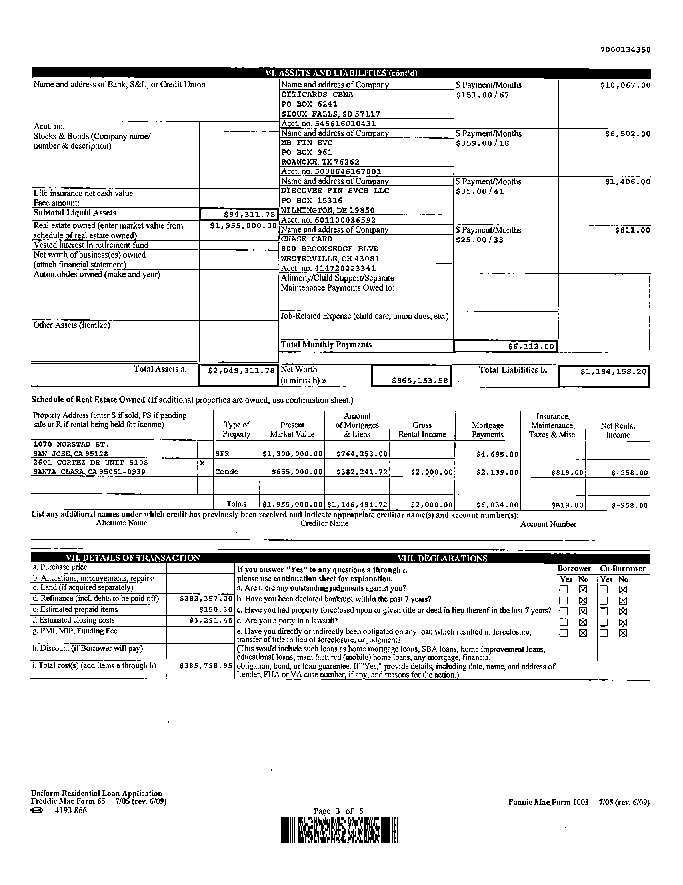 7000134350
VI. ASSETS AND LIABILITIES (cont'd)
Name and address of Bank, S&L, or Credit Union
Acct. no.
Stocks & Bonds (Company name/
number & description)
Life insurance net cash value
Face amount:
Subtotal Liquid Assets $94,311.78
Real estate owned (enter market value from
schedule of real estate owned) $1,955,000.00
Vested interest in retirement fund
Net worth of business(es) owned
(attach financial statement)
Automobiles owned (make and year)
Other Assets (itemize)
Total Assets a. $2,049,311.78
Name and address of Company $ Payment/Months $10,067.00
CITICARDS CBNA $153.00/67
PO BOX 6241
SIOUX FALLS, SD 57117
Acct. no. 545616010431
Name and address of Company $ Payment/Months $6,502.00
MB FIN SVC $359.00/18
PO BOX 961
ROANOKE, TX 76262
Acct. no.
Name and address of Company $ Payment/Months $1,406.00
DISCOVER FIN SVCS LLC $35.00/41
PO BOX 15316
WILMINGTON, DE 19850
Acct. no. 601100036592
Name and address of Company $ Payment/Months $811.00
CHASE CARD $25.00/33
800 BROOKSEDGE BLVD
WESTERVILLE, OH 43081
Acct. no. 414720223341
Alimony/Child Support/Separate
Maintenance Payments Owed to:
Job-Related Expense (child care, union dues, etc.)
Total Monthly Payments $6,112.00
Net Worth
(a minus b) » $865,153.58
Total Liabilities b. $1,184,158.20
Schedule of Real Estate Owned (If additional properties are owned, use continuation sheet.)
Property Address (enter S if sold, PS if pending
sale or R if rental being held for income)
Type of
Property
Present
Market Value
Amount
of Mortgages
& Liens
Gross
Rental Income
Mortgage
Payments
Insurance,
Maintenance,
Taxes & Misc
Net Rental
Income
1070 NORSTAD ST.
SAN JOSE, CA 95128 SFR $1,300,000.00 $764,253.00 $4,695.00
2601 CORTEZ DR UNIT 5108 R
SANTA CLARA, CA 95051-0939 Condo $655,000.00 $382,241.72 $2,000.00 $2,139.00 $819.00 $-958.00
Totals $1,955,000.00 $1,146,494.72 $2,000.00 $6,834.00 $819.00 $-958.00
List any additional names under which credit has previously been received and indicate appropriate creditor name(s) and account number(s):
Alternate Name Creditor Name Account Number
VII. DETAILS OF TRANSACTION
a. Purchase price
b. Alterations, improvements, repairs
c. Land (if acquired separately)
d. Refinance (incl. debts to be paid off) $382,357.00
e. Estimated prepaid items $150.50
f. Estimated closing costs $3,251.45
g. PMI, MIP, Funding Fee
h. Discount (if Borrower will pay)
i. Total costs (add items a through h) $385,758.95
VIII. DECLARATIONS
If you answer "Yes" to any questions a through i,
please use continuation sheet for explanation.
Borrower Co-Borrower
Yes No Yes No
a. Are there any outstanding judgments against you?
b. Have you been declared bankrupt within the past 7 years?
c. Have you had property foreclosed upon or given title or deed in lieu thereof in the last 7 years?
d. Are you a party to a lawsuit?
e. Have you directly or indirectly been obligated on any loan which resulted in foreclosure,
transfer of title in lieu of foreclosure, or judgment?
(This would include such loans as home mortgage loans, SBA loans, home improvement loans,
educational loans, manufactured (mobile) home loans, any mortgage, financial
obligation, bond, or loan guarantee. If "Yes," provide details, including date, name, and address of
Lender, FHA or VA case number, if any, and reasons for the action.)
Uniform Residential Loan Application
Freddie Mac Form 65 7/05 (rev. 6/09)
Fannie Mae Form 1003 7/05 (rev. 6/09)
Page 3 of 5